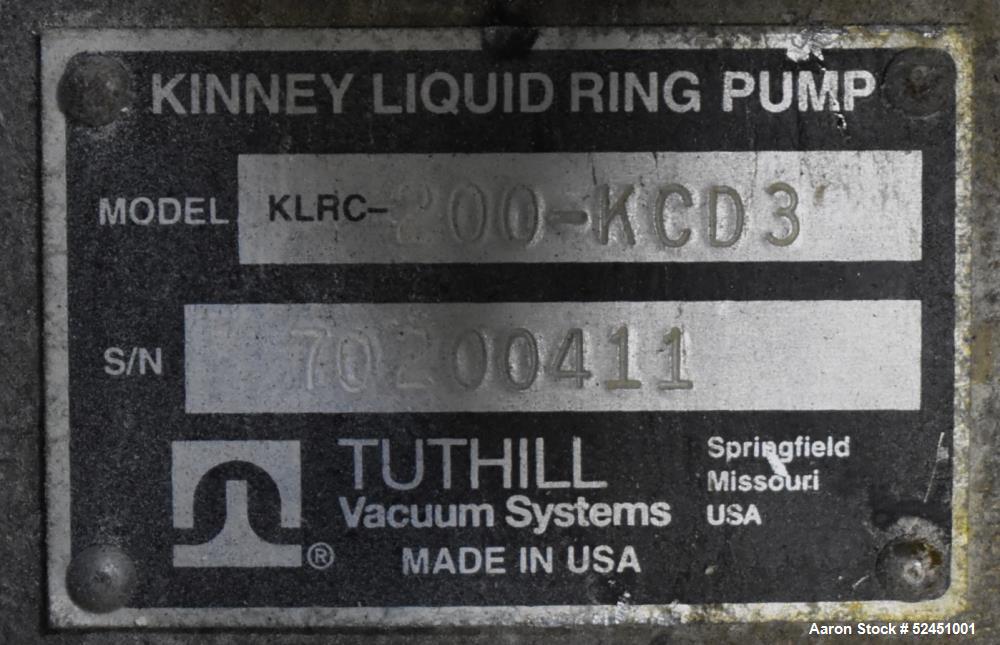 KINNEY LIQUID RING PUMP
MODEL KLRC-200-KCD3
S/N 70200411
TUTHILL
Vacuum Systems
MADE IN USA
®
Springfield
Missouri
USA
Aaron Stock # 52451001